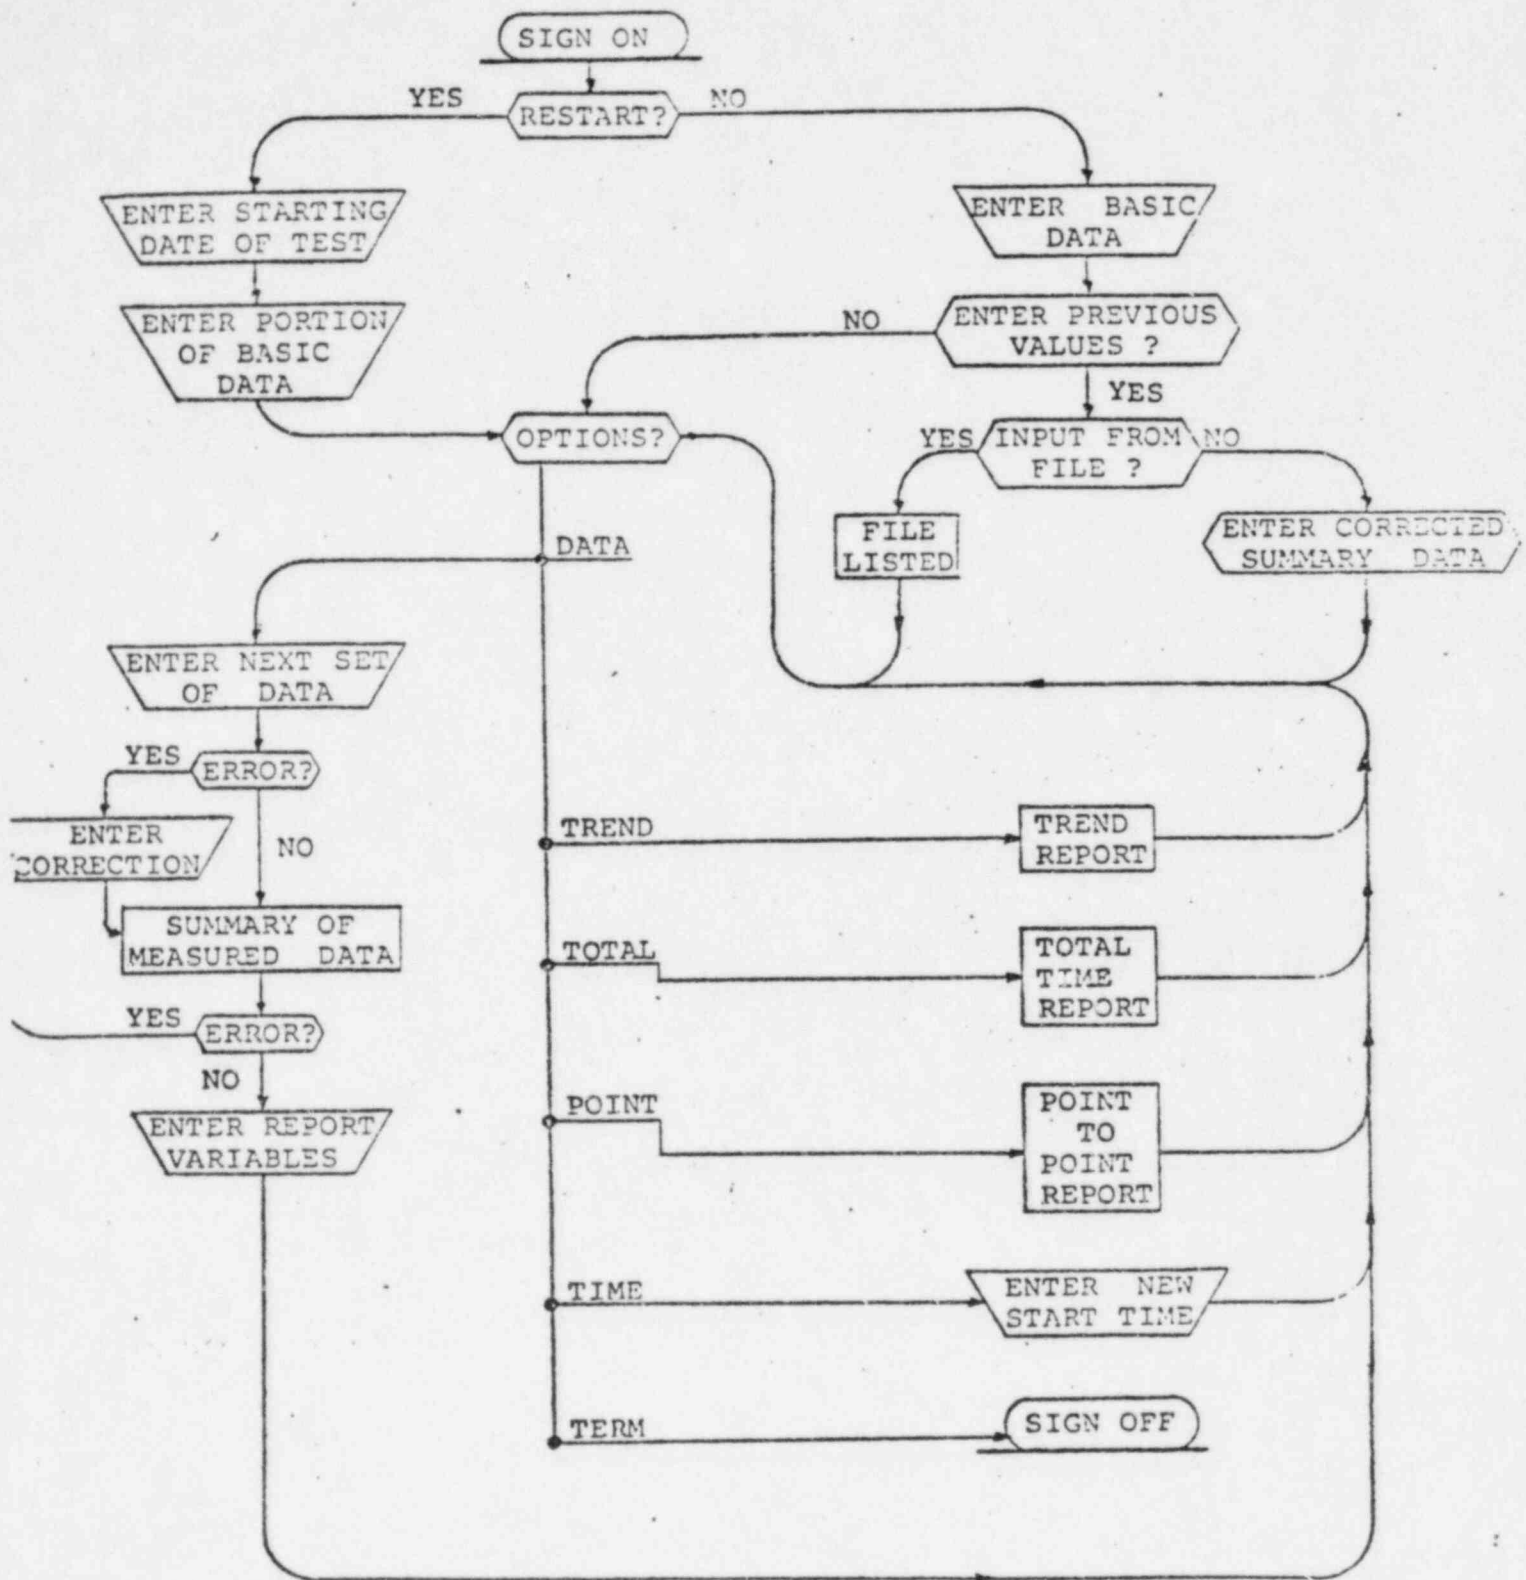 SIGN ON
YES
RESTART?
NO
ENTER STARTING
DATE OF TEST
ENTER BASIC
DATA
ENTER PORTION
OF BASIC
DATA
NO
ENTER PREVIOUS
VALUES ?
YES
OPTIONS?
YES
INPUT FROM
FILE ?
NO
FILE
LISTED
ENTER CORRECTED
SUMMARY DATA
DATA
ENTER NEXT SET
OF DATA
YES
ERROR?
ENTER
CORRECTION
NO
SUMMARY OF
MEASURED DATA
YES
ERROR?
NO
ENTER REPORT
VARIABLES
TREND
TREND
REPORT
TOTAL
TOTAL
TIME
REPORT
POINT
POINT
TO
POINT
REPORT
TIME
ENTER NEW
START TIME
TERM
SIGN OFF